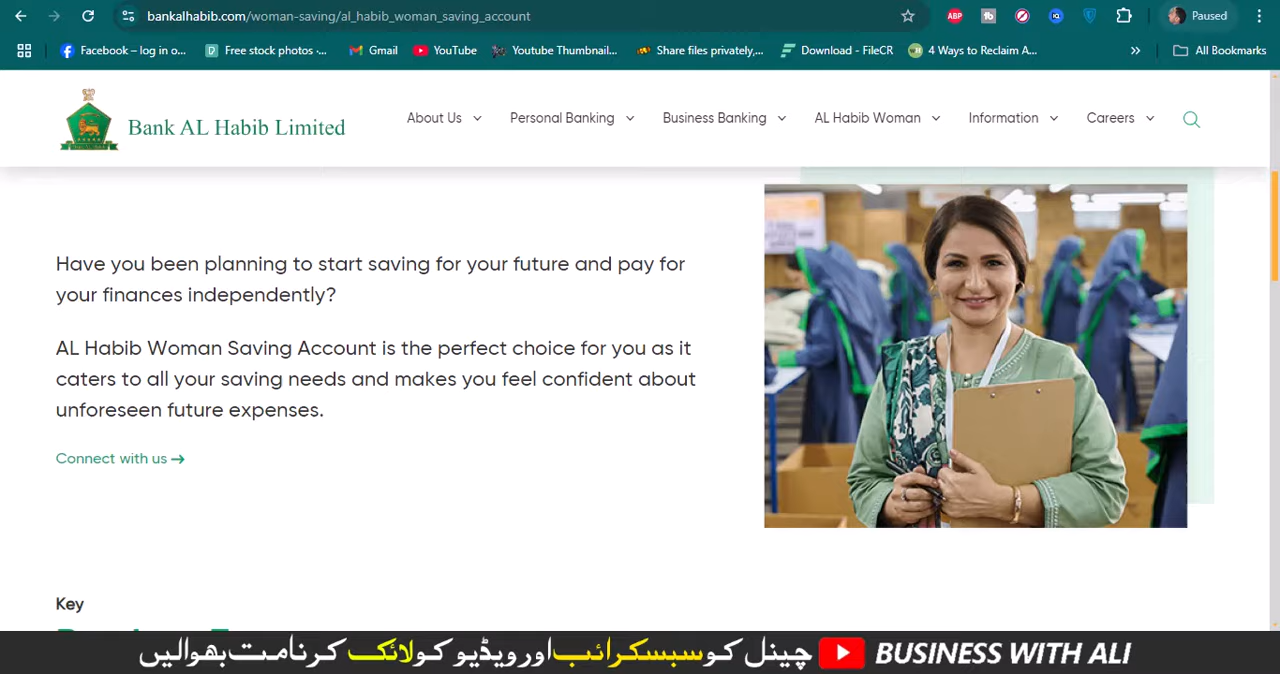 bankalhabib.com/woman-saving/al_habib_woman_saving_account
ABP
Paused
Facebook – log in o...
Free stock photos ·...
Gmail
YouTube
Youtube Thumbnail...
Share files privately,...
Download - FileCR
4 Ways to Reclaim A...
»
All Bookmarks
Bank AL Habib Limited
About Us
Personal Banking
Business Banking
AL Habib Woman
Information
Careers
Have you been planning to start saving for your future and pay for
your finances independently?
AL Habib Woman Saving Account is the perfect choice for you as it
caters to all your saving needs and makes you feel confident about
unforeseen future expenses.
Connect with us →
Key
چینل کو سبسکرائب اور ویڈیو کو لائک کرنا مت بھولیں
BUSINESS WITH ALI